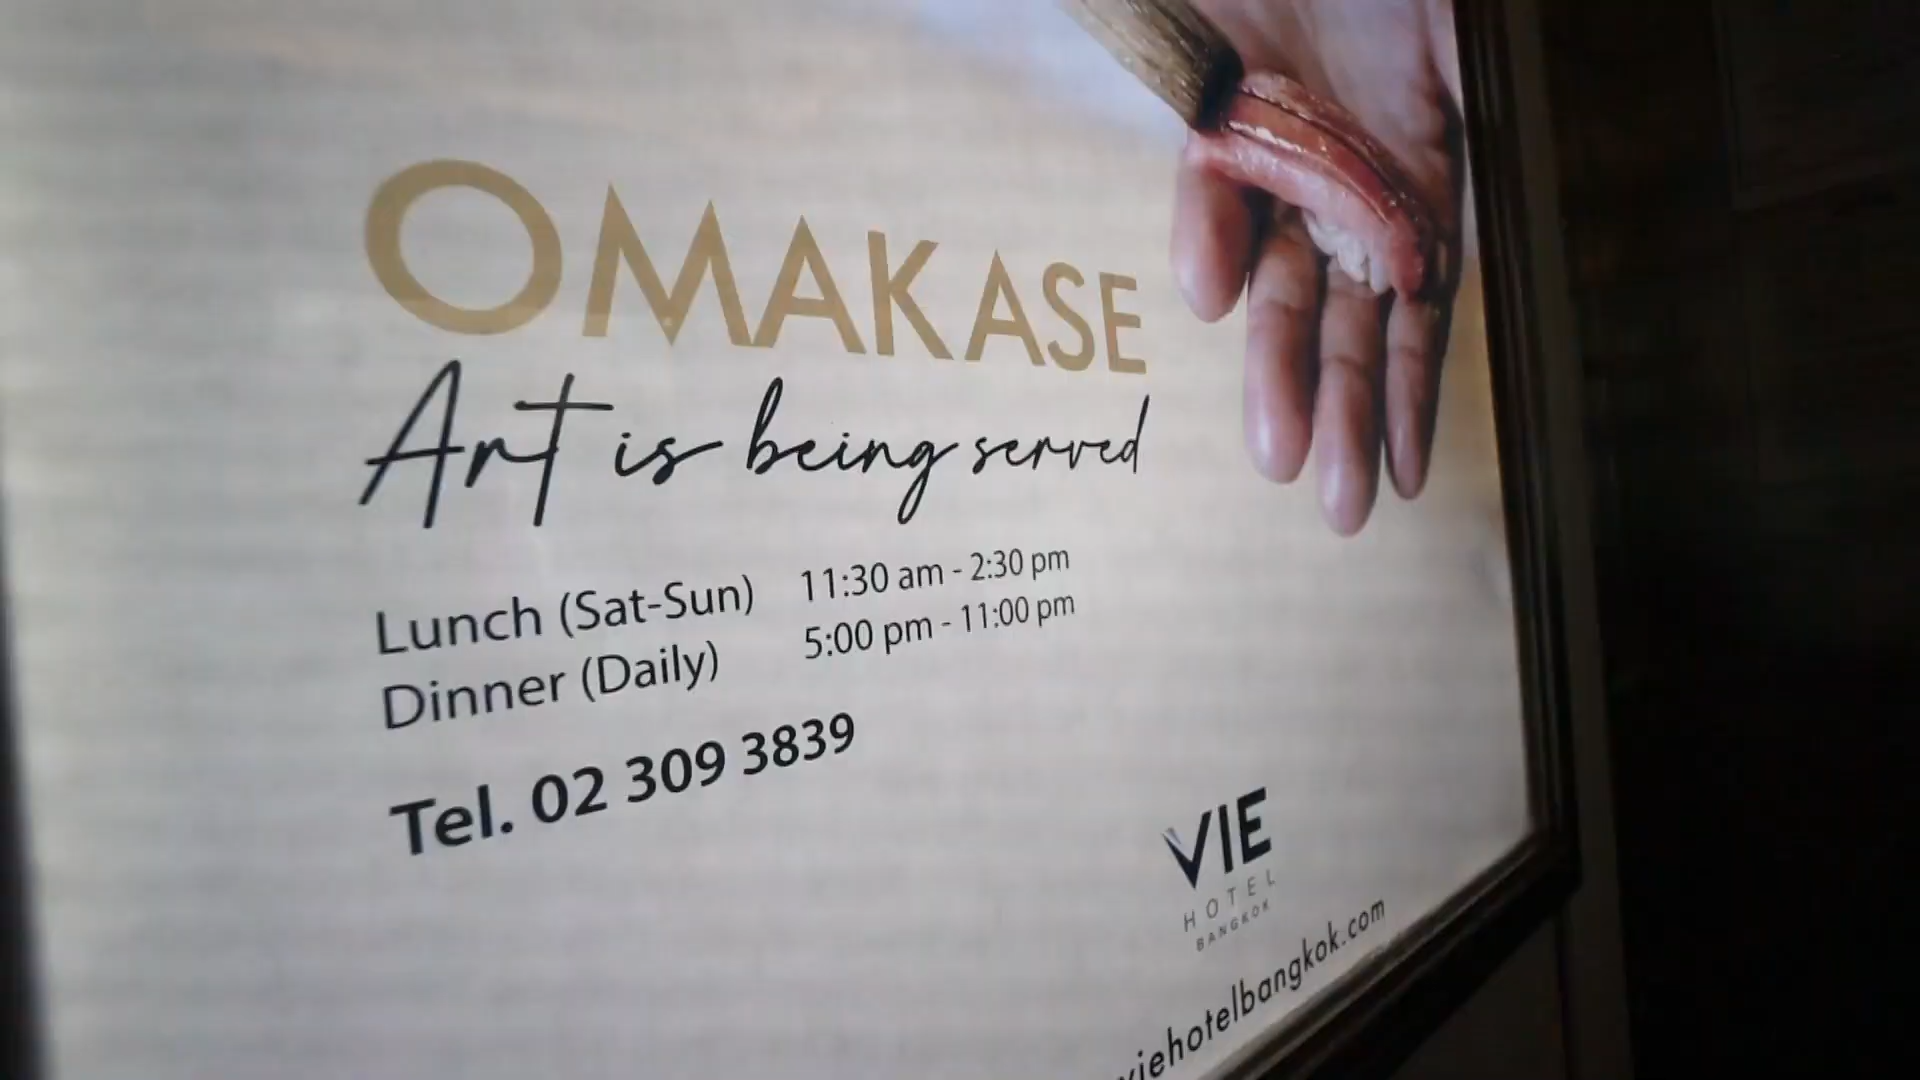 OMAKASE
Art is being served
Lunch (Sat-Sun) 11:30 am - 2:30 pm
Dinner (Daily) 5:00 pm - 11:00 pm
Tel. 02 309 3839
VIE
HOTEL
BANGKOK
viehotelbangkok.com